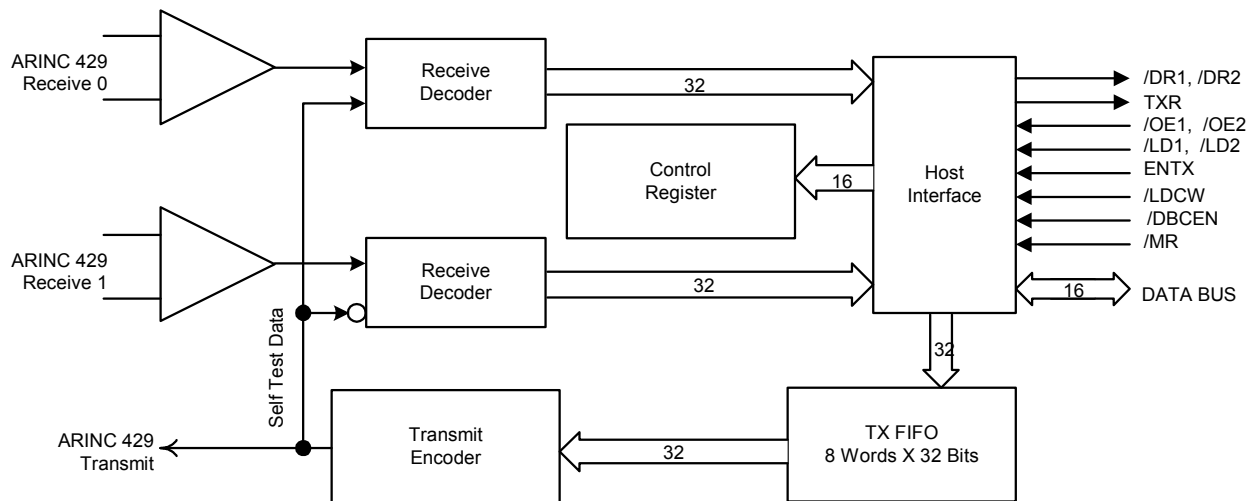 ARINC 429
Receive 0
Receive
Decoder
32
/DR1, /DR2
TXR
/OE1, /OE2
/LD1, /LD2
ENTX
/LDCW
/DBCEN
/MR
Host
Interface
Control
Register
16
ARINC 429
Receive 1
Receive
Decoder
32
16
DATA BUS
Self Test Data
32
ARINC 429
Transmit
Transmit
Encoder
32
TX FIFO
8 Words X 32 Bits